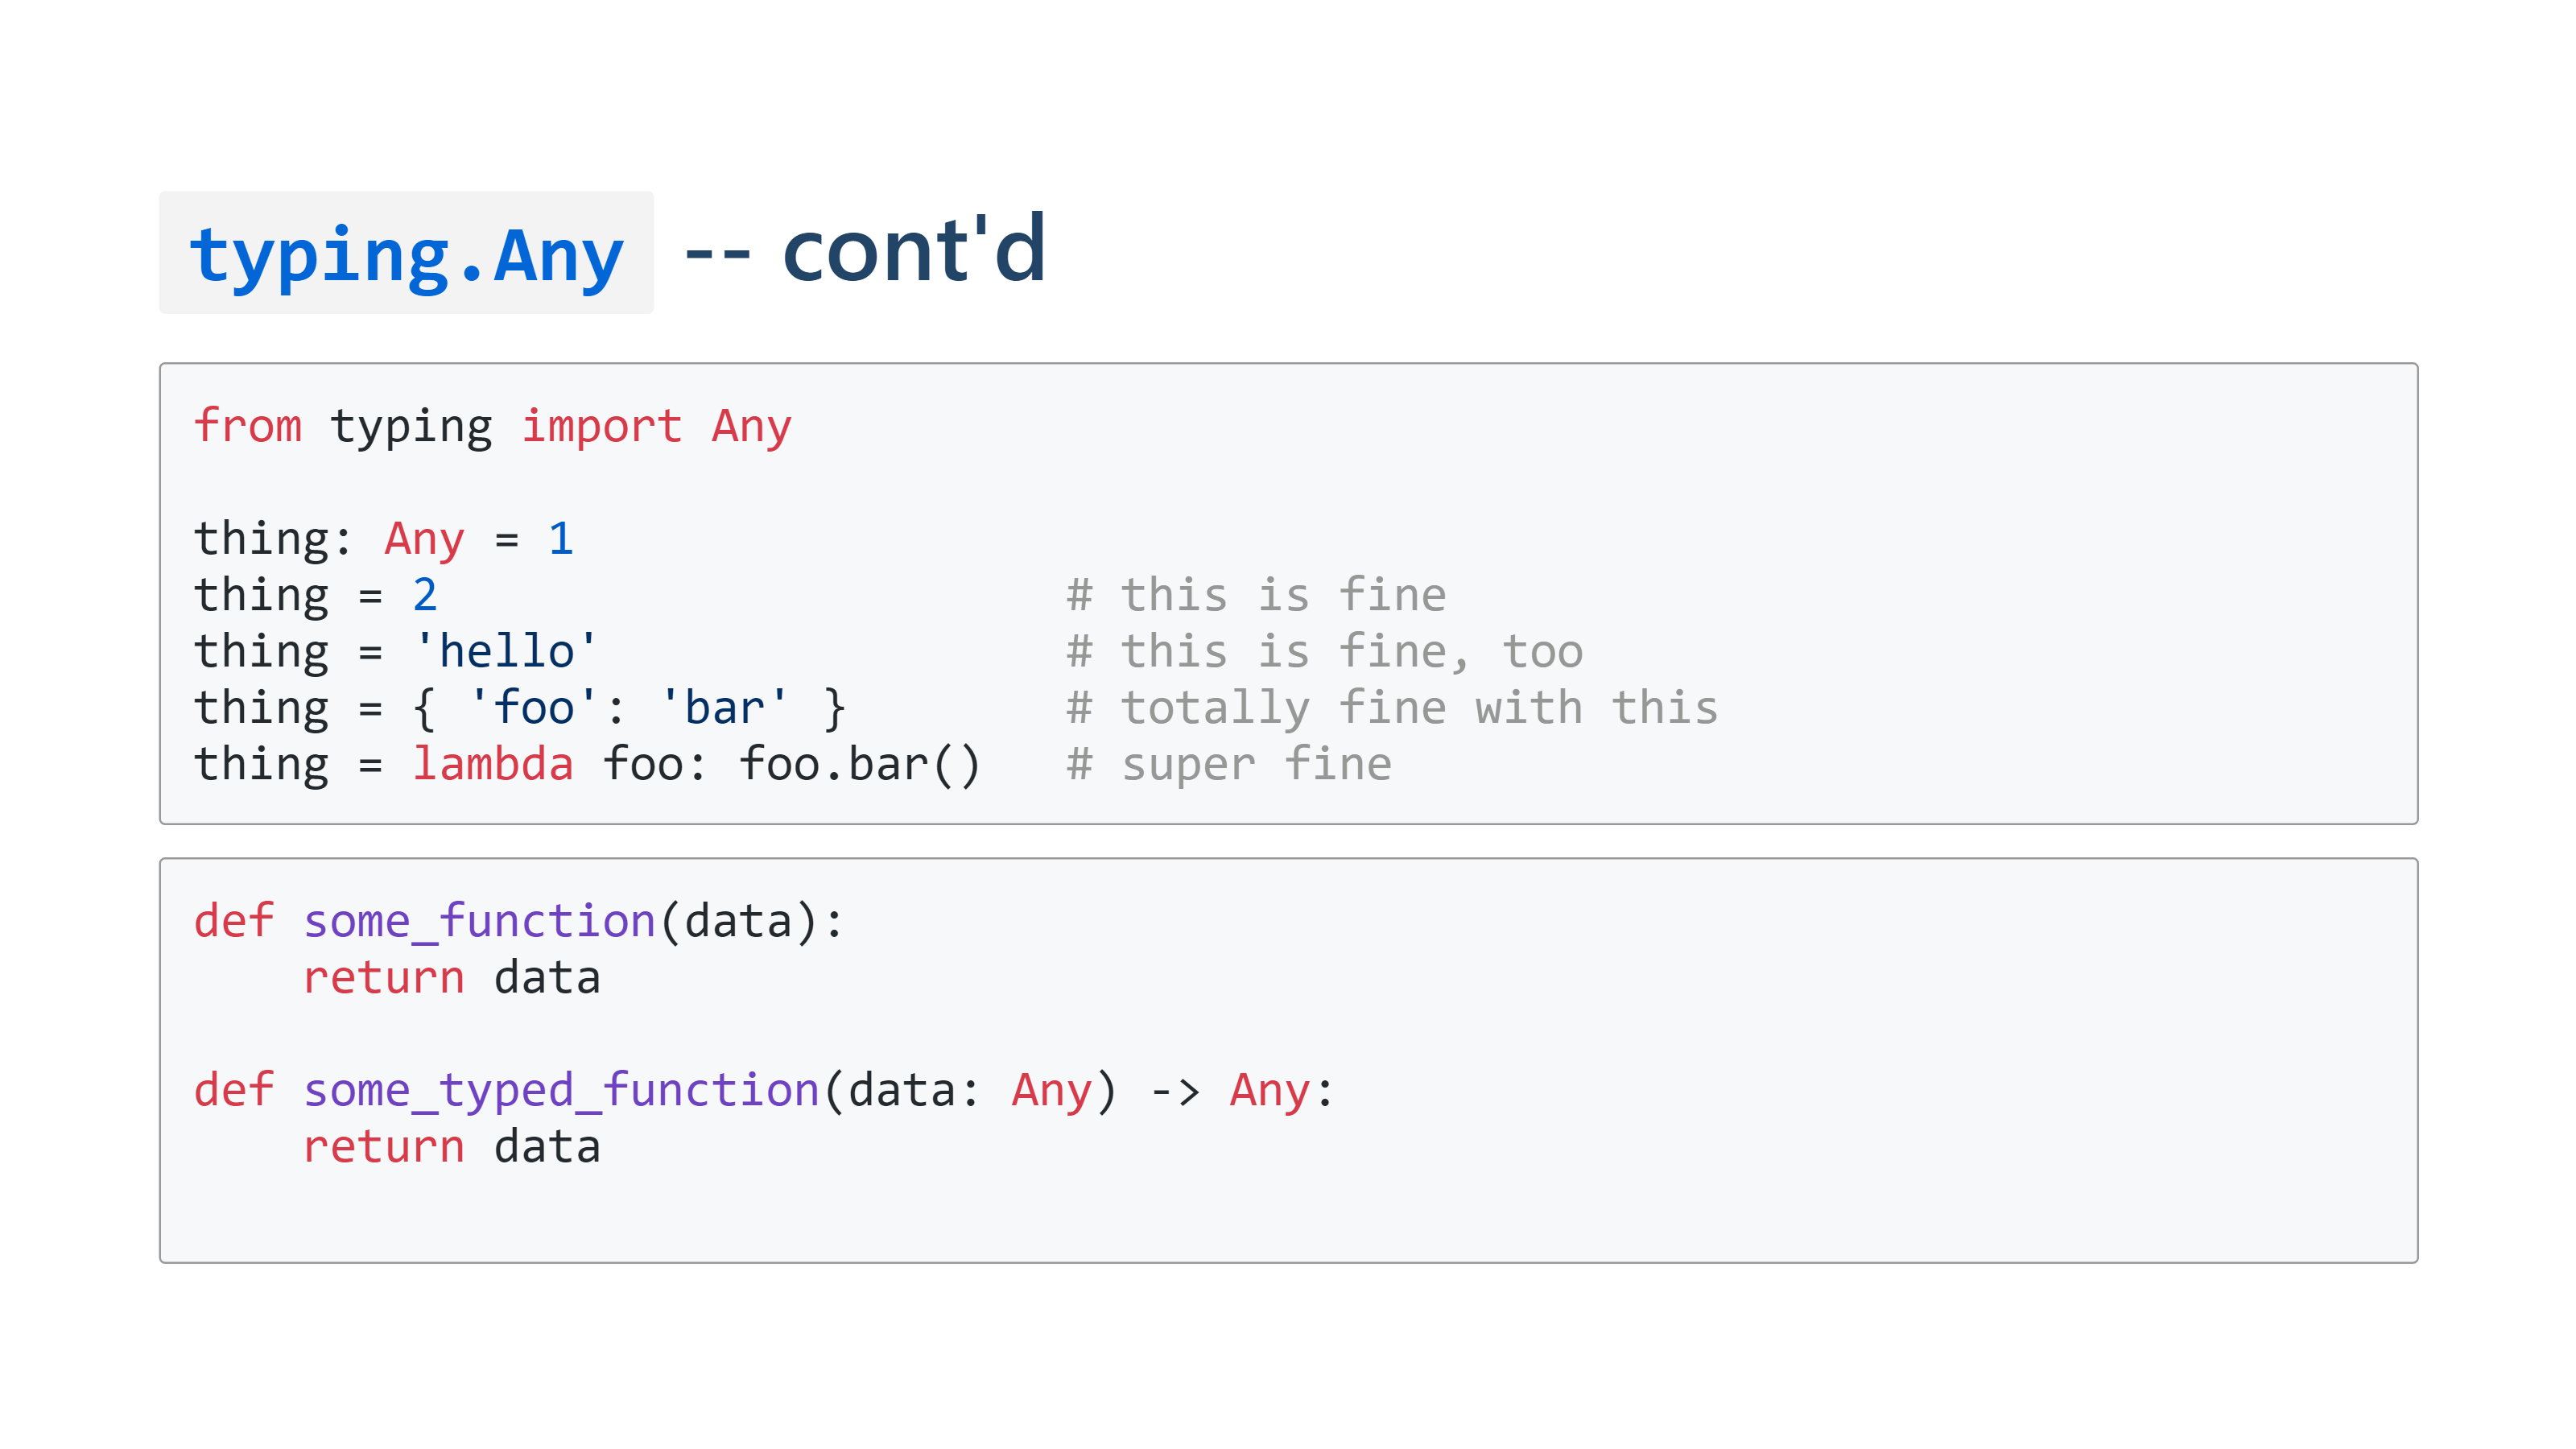 typing.Any -- cont'd
from typing import Any
thing: Any = 1
thing = 2                       # this is fine
thing = 'hello'                 # this is fine, too
thing = { 'foo': 'bar' }        # totally fine with this
thing = lambda foo: foo.bar()   # super fine
def some_function(data):
    return data
def some_typed_function(data: Any) -> Any:
    return data